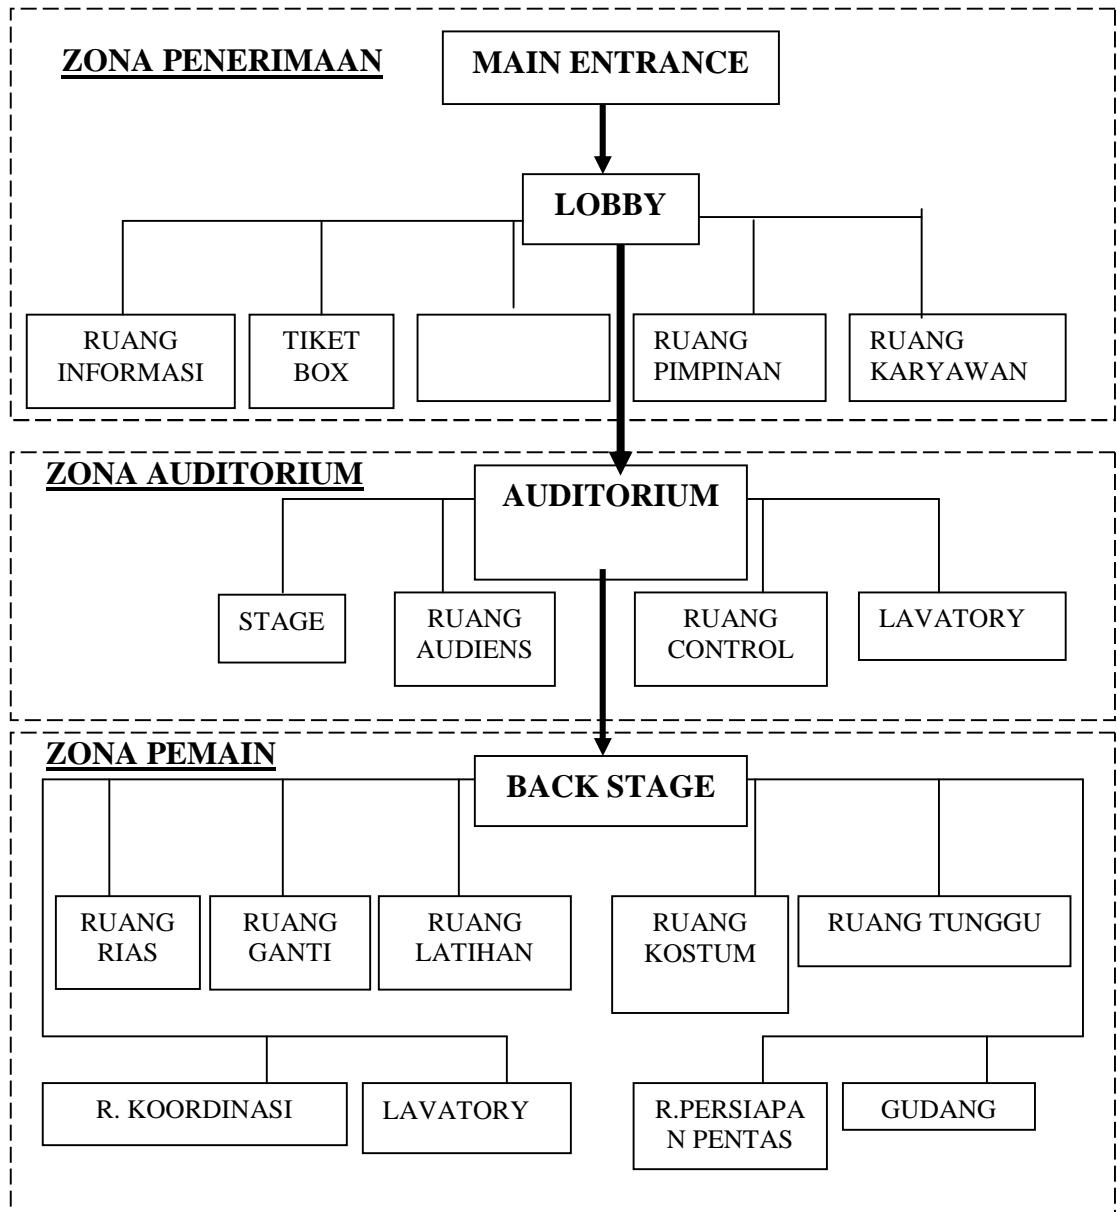 ZONA PENERIMAAN
MAIN ENTRANCE
LOBBY
RUANG
INFORMASI
TIKET
BOX
RUANG
PIMPINAN
RUANG
KARYAWAN
ZONA AUDITORIUM
AUDITORIUM
STAGE
RUANG
AUDIENS
RUANG
CONTROL
LAVATORY
ZONA PEMAIN
BACK STAGE
RUANG
RIAS
RUANG
GANTI
RUANG
LATIHAN
RUANG
KOSTUM
RUANG TUNGGU
R. KOORDINASI
LAVATORY
R.PERSIAPA
N PENTAS
GUDANG